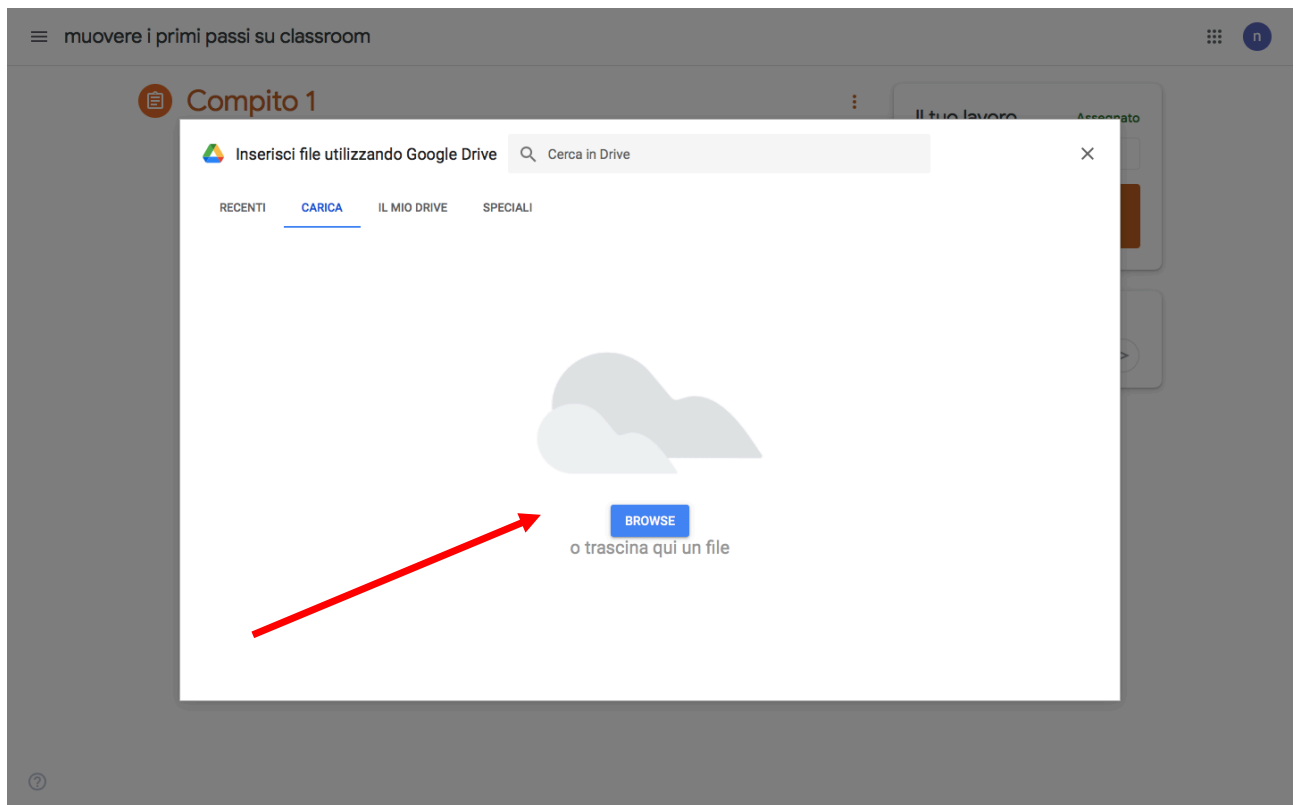 muovere i primi passi su classroom
n
Compito 1
Il tuo lavoro
Assegnato
Inserisci file utilizzando Google Drive
Cerca in Drive
RECENTI
CARICA
IL MIO DRIVE
SPECIALI
BROWSE
o trascina qui un file